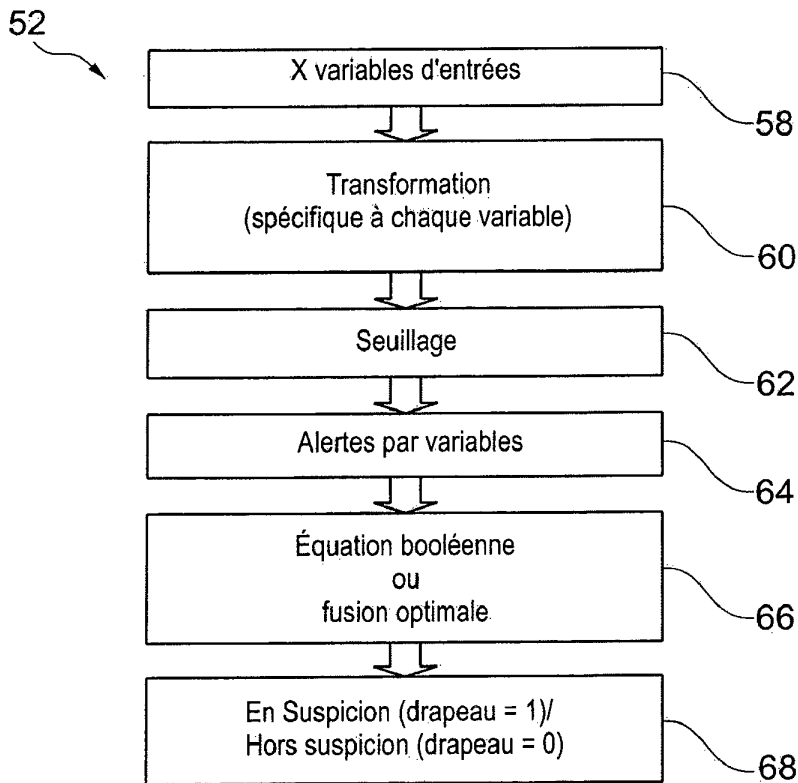 52
X variables d'entrées
58
Transformation
(spécifique à chaque variable)
60
Seuillage
62
Alertes par variables
64
Équation booléenne
ou
fusion optimale
66
En Suspicion (drapeau = 1)/
Hors suspicion (drapeau = 0)
68